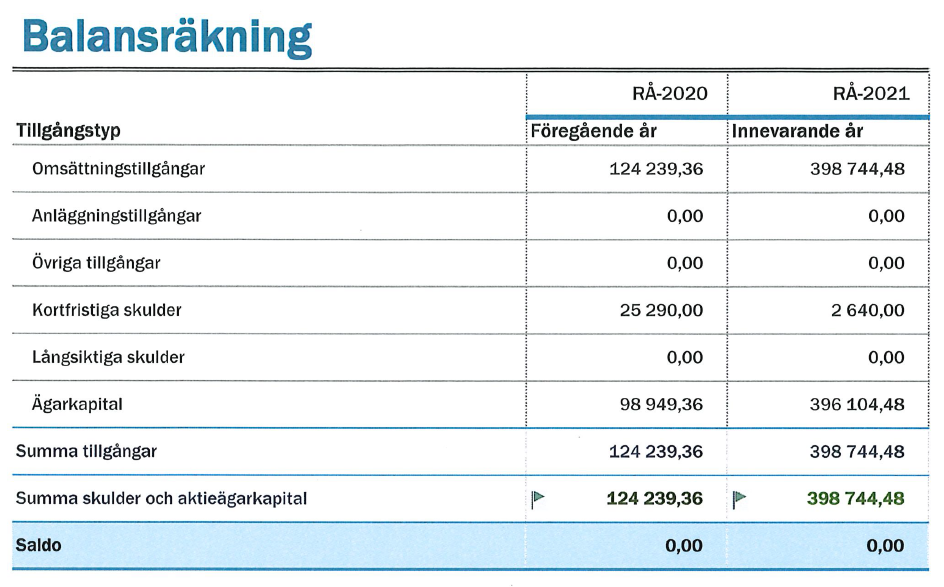 Balansräkning
RÅ-2020 RÅ-2021
Tillgångstyp Föregående år Innevarande år
Omsättningstillgångar 124 239,36 398 744,48
Anläggningstillgångar 0,00 0,00
Övriga tillgångar 0,00 0,00
Kortfristiga skulder 25 290,00 2 640,00
Långsiktiga skulder 0,00 0,00
Ägarkapital 98 949,36 396 104,48
Summa tillgångar 124 239,36 398 744,48
Summa skulder och aktieägarkapital 124 239,36 398 744,48
Saldo 0,00 0,00